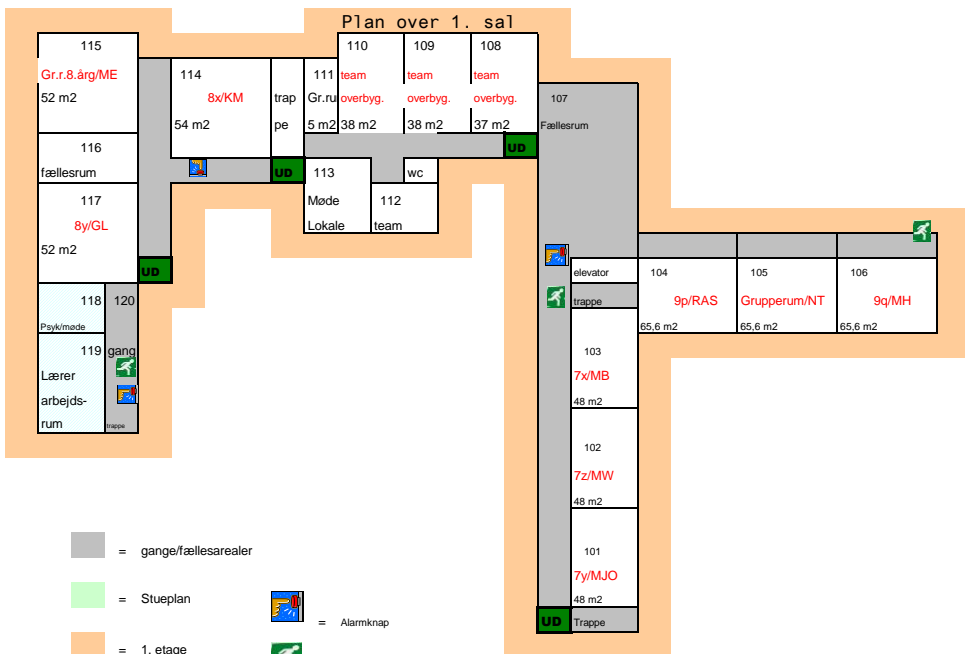 Plan over 1. sal
115
Gr.r.8.årg/ME
52 m2
116
fællesrum
117
8y/GL
52 m2
UD
118
Psyk/møde
120
119
gang
Lærer
arbejds-
rum
trappe
114
8x/KM
54 m2
trap
pe
UD
111
Gr.ru
5 m2
110
team
overbyg.
38 m2
109
team
overbyg.
38 m2
108
team
overbyg.
37 m2
UD
113
Møde
Lokale
112
team
wc
107
Fællesrum
elevator
trappe
104
9p/RAS
65,6 m2
105
Grupperum/NT
65,6 m2
106
9q/MH
65,6 m2
103
7x/MB
48 m2
102
7z/MW
48 m2
101
7y/MJO
48 m2
UD
Trappe
= gange/fællesarealer
= Stueplan
= Alarmknap
= 1. etage